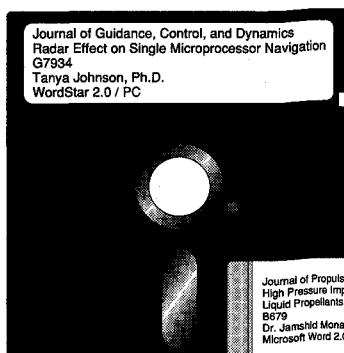 Journal of Guidance, Control, and Dynamics
Radar Effect on Single Microprocessor Navigation
G7934
Tanya Johnson, Ph.D.
WordStar 2.0 / PC
Journal of Propuls
High Pressure Imp
Liquid Propellants
B679
Dr. Jamshid Mona
Microsoft Word 2.0